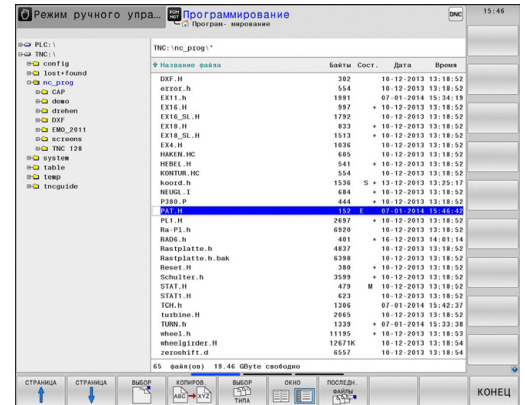 Режим ручного упра...
PGM
MGT
Программирование
Програм- мирование
DNC
15:46
PLC:\
TNC:\
config
lost+found
nc_prog
CAP
demo
drehen
DXF
EMO_2011
screens
TNC 128
system
table
temp
tncguide
TNC:\nc_prog\*
Название файла Байты Сост. Дата Время
DXF.H 302 10-12-2013 13:18:52
error.h 554 10-12-2013 13:18:52
EX11.h 1991 07-01-2014 15:34:19
EX16.H 997 + 10-12-2013 13:18:52
EX16_SL.H 1792 10-12-2013 13:18:52
EX18.H 833 + 10-12-2013 13:18:52
EX18_SL.H 1513 + 10-12-2013 13:18:52
EX4.H 1036 10-12-2013 13:18:52
HAKEN.HC 605 10-12-2013 13:18:52
HEBEL.H 541 + 10-12-2013 13:18:52
KONTUR.HC 554 10-12-2013 13:18:52
koord.h 1536 S + 13-12-2013 13:25:17
NEUGL.I 684 + 10-12-2013 13:18:52
P380.P 444 + 10-12-2013 13:18:52
PAT.H 152 E 07-01-2014 15:46:42
PL1.H 2697 + 10-12-2013 13:18:52
Ra-Pl.h 6920 10-12-2013 13:18:52
RAD6.h 401 + 16-12-2013 14:01:14
Rastplatte.h 4837 10-12-2013 13:18:52
Rastplatte.h.bak 6398 10-12-2013 13:18:52
Reset.H 380 + 10-12-2013 13:18:52
Schulter.h 3599 + 10-12-2013 13:18:52
STAT.H 479 M 10-12-2013 13:18:52
STAT1.H 623 10-12-2013 13:18:52
TCH.h 1306 07-01-2014 15:42:37
turbine.H 2065 10-12-2013 13:18:52
TURN.h 1339 + 07-01-2014 15:33:38
wheel.h 11195 + 10-12-2013 13:18:53
wheelgirder.H 12671K 10-12-2013 13:18:54
zeroshift.d 6557 10-12-2013 13:18:54
65 файл(ов) 19.46 GByte свободно
СТРАНИЦА
СТРАНИЦА
ВЫБОР
КОПИРОВ.
ABC XYZ
ВЫБОР
ТИПА
ОКНО
ПОСЛЕДН.
ФАЙЛЫ
КОНЕЦ